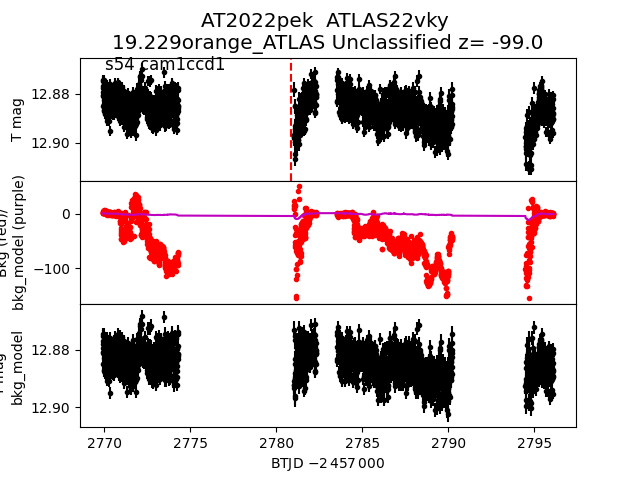 AT2022pek  ATLAS22vky
19.229orange_ATLAS Unclassified z= -99.0
s54 cam1ccd1
T mag
12.88
12.90
Bkg (red)/
bkg_model (purple)
0
−100
mag
bkg_model
12.88
12.90
2770 2775 2780 2785 2790 2795
BTJD −2 457 000